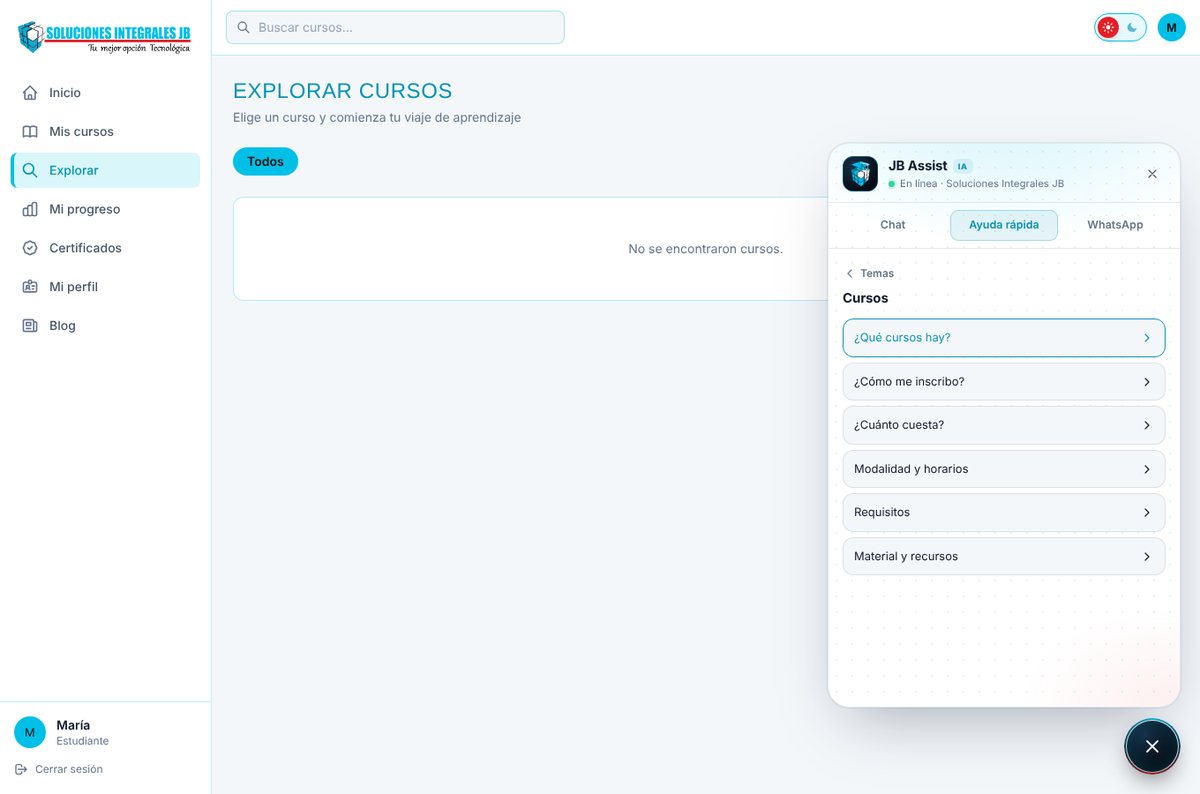 SOLUCIONES INTEGRALES JB
Tu mejor opción Tecnológica
Inicio
Mis cursos
Explorar
Mi progreso
Certificados
Mi perfil
Blog
M
María
Estudiante
Cerrar sesión
Buscar cursos...
M
EXPLORAR CURSOS
Elige un curso y comienza tu viaje de aprendizaje
Todos
No se encontraron cursos.
JB Assist IA
En línea · Soluciones Integrales JB
Chat
Ayuda rápida
WhatsApp
Temas
Cursos
¿Qué cursos hay?
¿Cómo me inscribo?
¿Cuánto cuesta?
Modalidad y horarios
Requisitos
Material y recursos